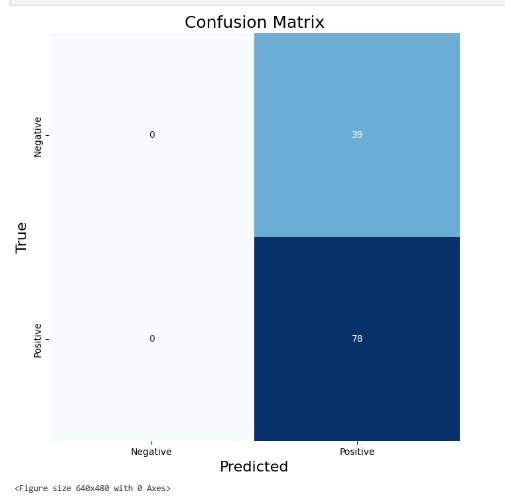 Confusion Matrix
Negative
0
39
True
Positive
0
78
Negative
Positive
Predicted
<Figure size 640x480 with 0 Axes>